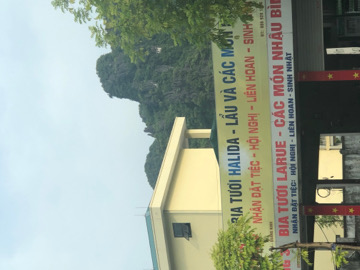 BIA TƯƠI HALIDA - LẨU VÀ CÁC MÓN
NHẬN ĐẶT TIỆC - HỘI NGHỊ - LIÊN HOAN - SINH
BIA TƯƠI LARUE - CÁC MÓN NHẬU BÌ
NHẬN ĐẶT TIỆC: HỘI NGHỊ - LIÊN HOAN - SINH NHẬT